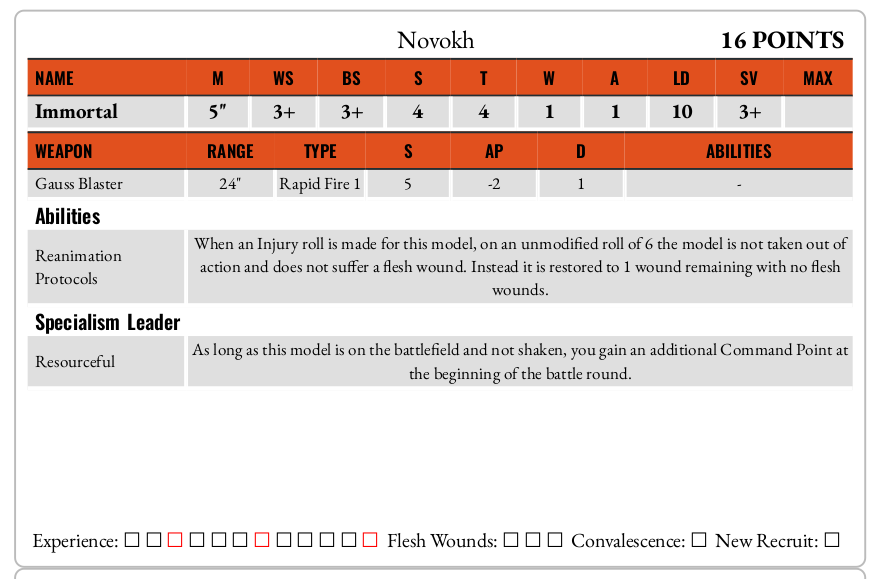 Novokh 16 POINTS
NAME M WS BS S T W A LD SV MAX
Immortal 5" 3+ 3+ 4 4 1 1 10 3+
WEAPON RANGE TYPE S AP D ABILITIES
Gauss Blaster 24" Rapid Fire 1 5 -2 1 -
Abilities
Reanimation Protocols
When an Injury roll is made for this model, on an unmodified roll of 6 the model is not taken out of
action and does not suffer a flesh wound. Instead it is restored to 1 wound remaining with no flesh
wounds.
Specialism Leader
Resourceful
As long as this model is on the battlefield and not shaken, you gain an additional Command Point at
the beginning of the battle round.
Experience: ☐ ☐ ☐ ☐ ☐ ☐ ☐ ☐ ☐ ☐ ☐ ☐ Flesh Wounds: ☐ ☐ ☐ Convalescence: ☐ New Recruit: ☐